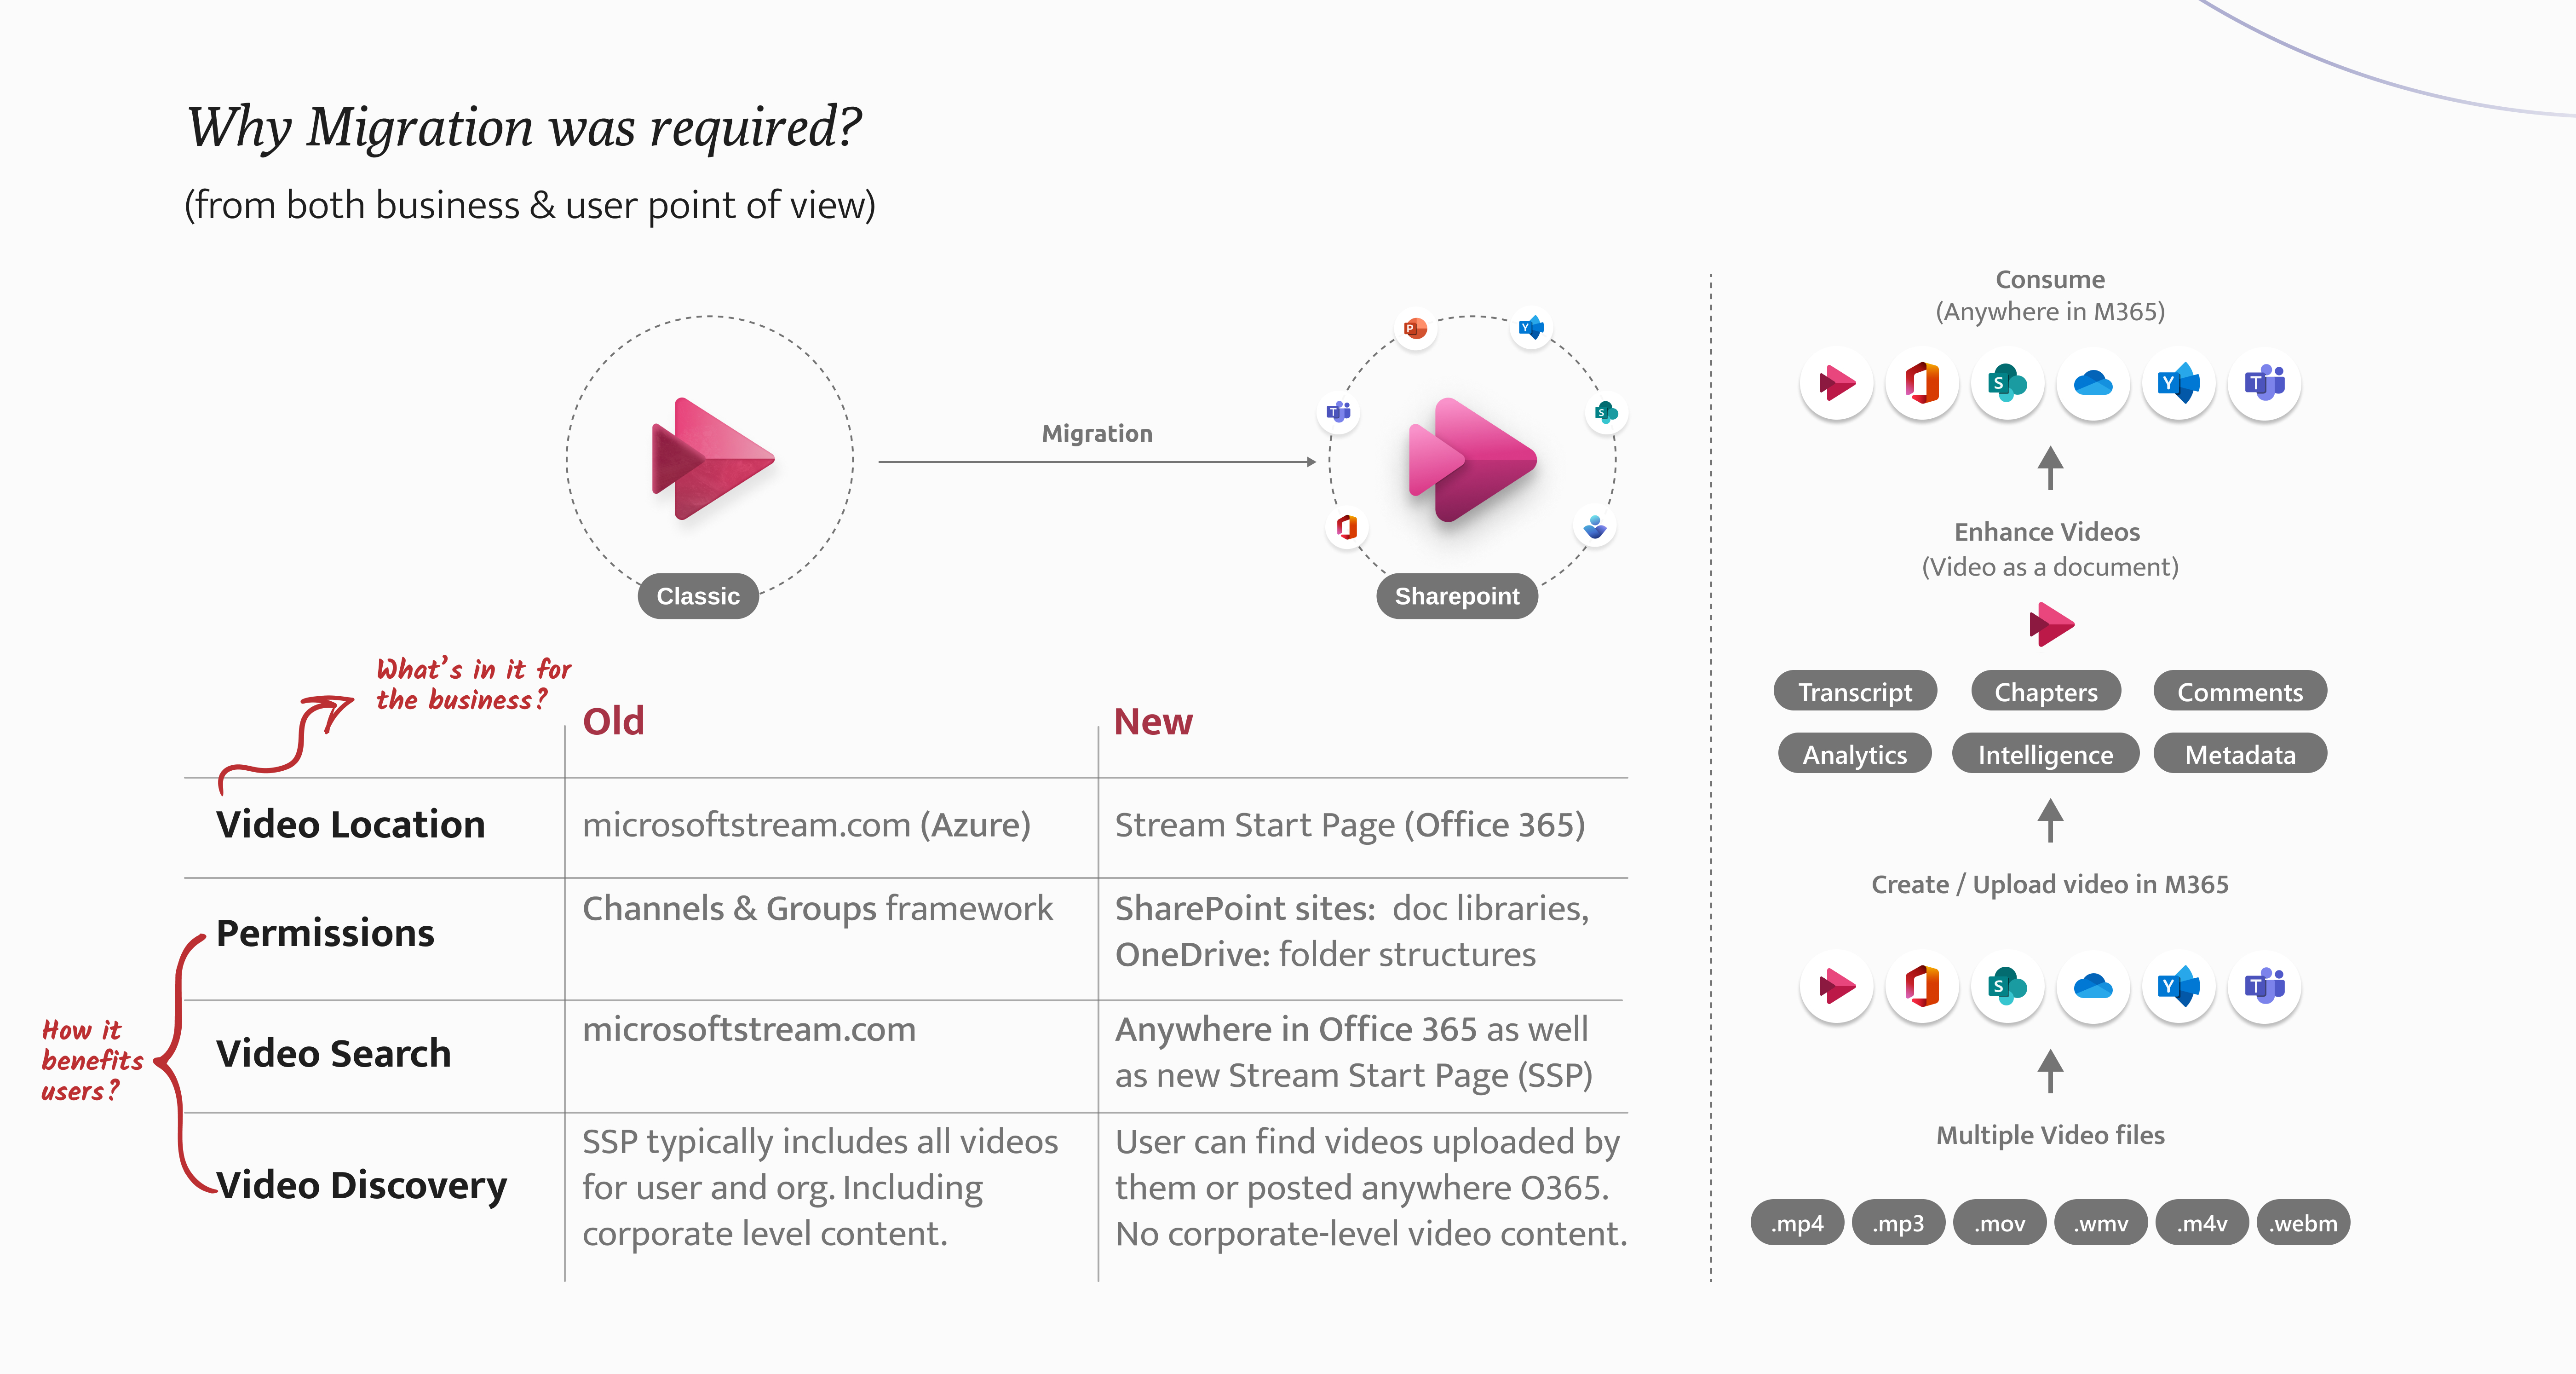 Why Migration was required?
(from both business & user point of view)
Migration
Classic
Sharepoint
What's in it for
the business?
Old
New
Video Location
microsoftstream.com (Azure)
Stream Start Page (Office 365)
Permissions
Channels & Groups framework
SharePoint sites: doc libraries,
OneDrive: folder structures
How it
benefits
users?
Video Search
microsoftstream.com
Anywhere in Office 365 as well
as new Stream Start Page (SSP)
Video Discovery
SSP typically includes all videos
for user and org. Including
corporate level content.
User can find videos uploaded by
them or posted anywhere O365.
No corporate-level video content.
Consume
(Anywhere in M365)
S Y T
Enhance Videos
(Video as a document)
Transcript Chapters Comments
Analytics Intelligence Metadata
Create / Upload video in M365
S Y T
Multiple Video files
.mp4 .mp3 .mov .wmv .m4v .webm